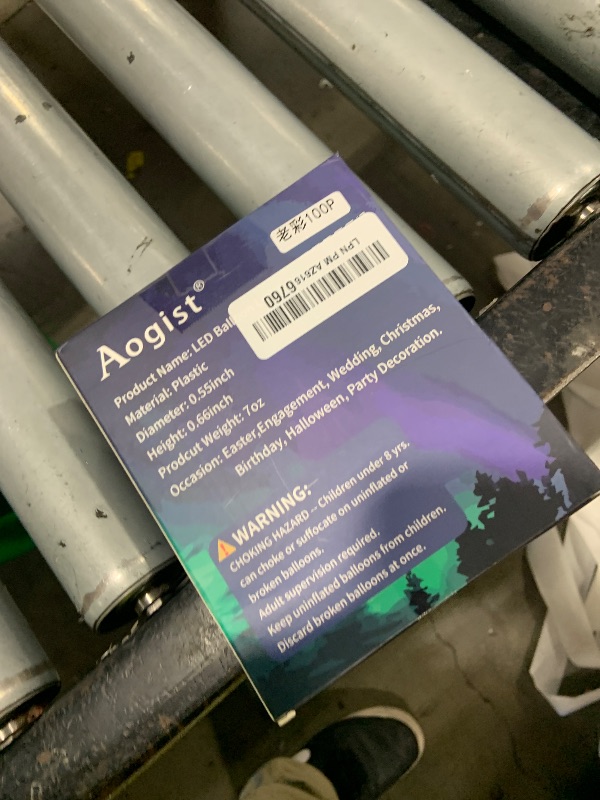 老彩100P
LPN PM AZ6166760
Aogist®
Product Name: LED
Material: Plastic
Diameter: 0.55inch
Height: 0.66inch
Prodcut Weight: 7oz
Occasion: Easter,Engagement, Wedding, Christmas,
Birthday, Halloween, Party Decoration.
WARNING:
CHOKING HAZARD -- Children under 8 yrs.
can choke or suffocate on uninflated or
broken balloons.
Adult supervision required.
Keep uninflated balloons from children.
Discard broken balloons at once.